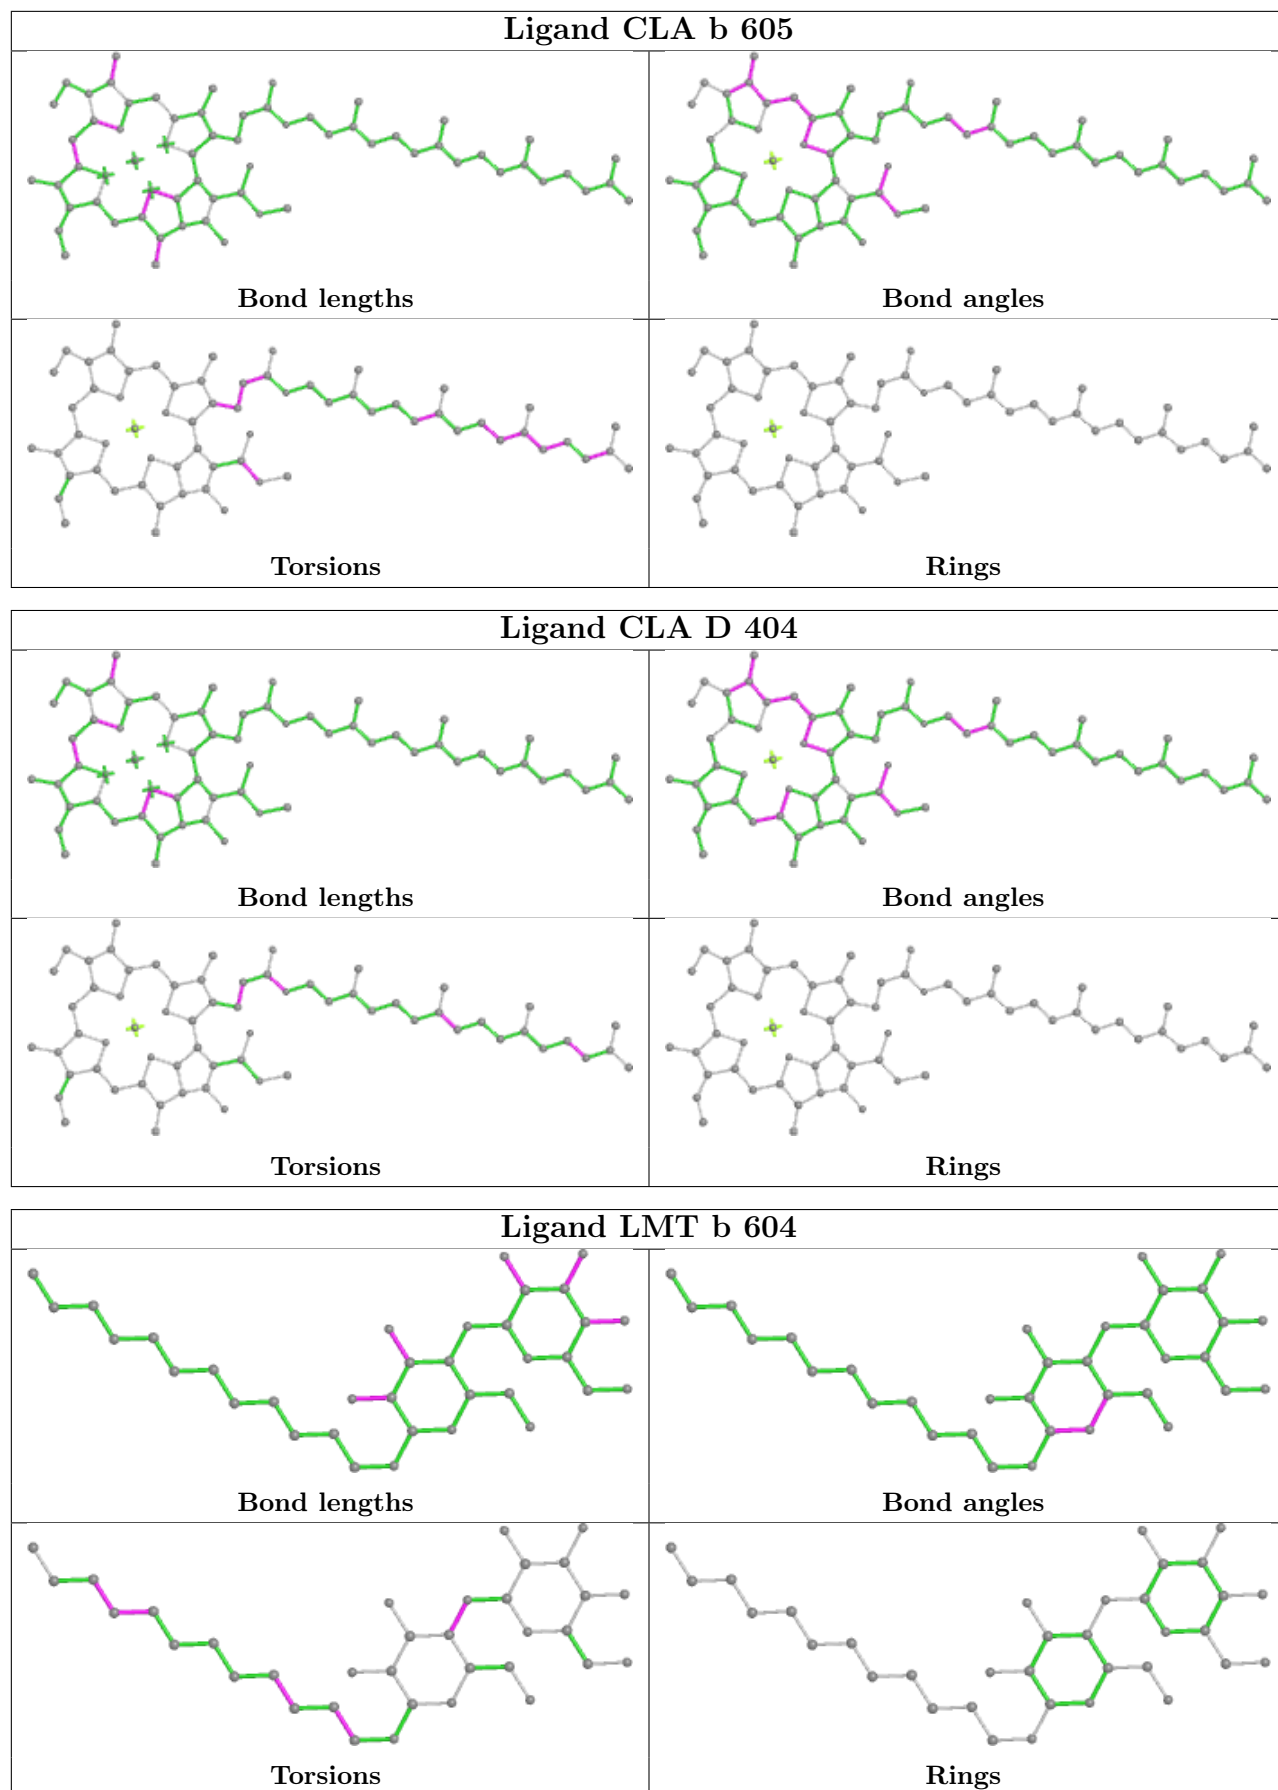 Ligand CLA b 605
Bond lengths
Bond angles
Torsions
Rings
Ligand CLA D 404
Bond lengths
Bond angles
Torsions
Rings
Ligand LMT b 604
Bond lengths
Bond angles
Torsions
Rings